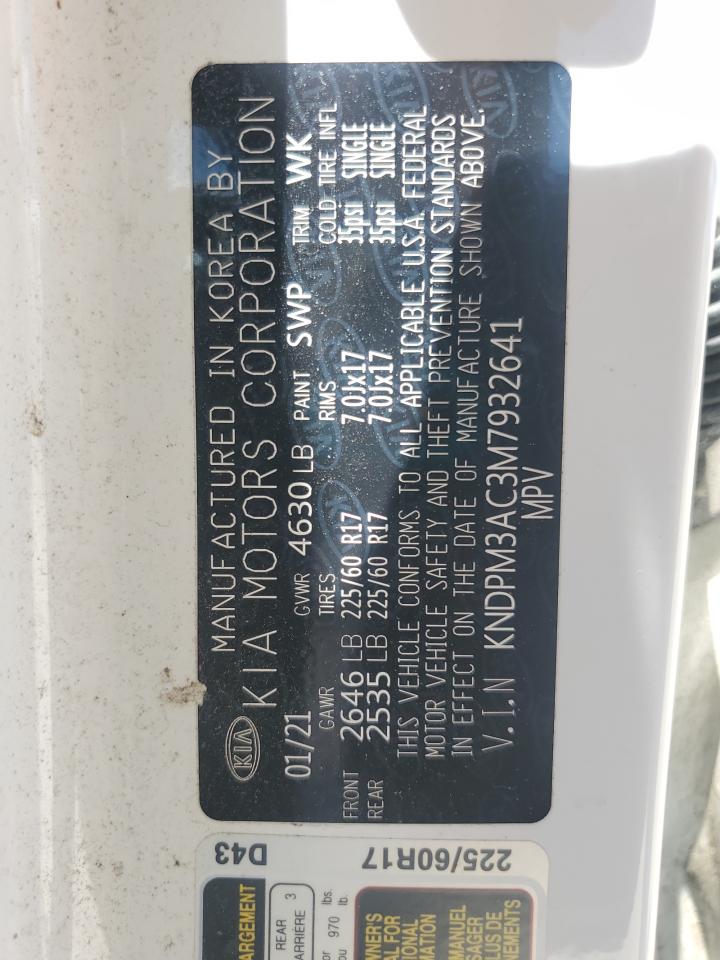 MANUFACTURED IN KOREA BY
KIA KIA MOTORS CORPORATION
01/21 GVWR 4630 LB PAINT SWP TRIM WK
GAWR TIRES RIMS COLD TIRE INFL
FRONT 2646 LB 225/60 R17 7.0Jx17 35psi SINGLE
REAR 2535 LB 225/60 R17 7.0Jx17 35psi SINGLE
THIS VEHICLE CONFORMS TO ALL APPLICABLE U.S.A. FEDERAL
MOTOR VEHICLE SAFETY AND THEFT PREVENTION STANDARDS
IN EFFECT ON THE DATE OF MANUFACTURE SHOWN ABOVE.
V.I.N KNDPM3AC3M7932641
MPV
D43
225/60R17
REAR
3
970 lbs.
lb.